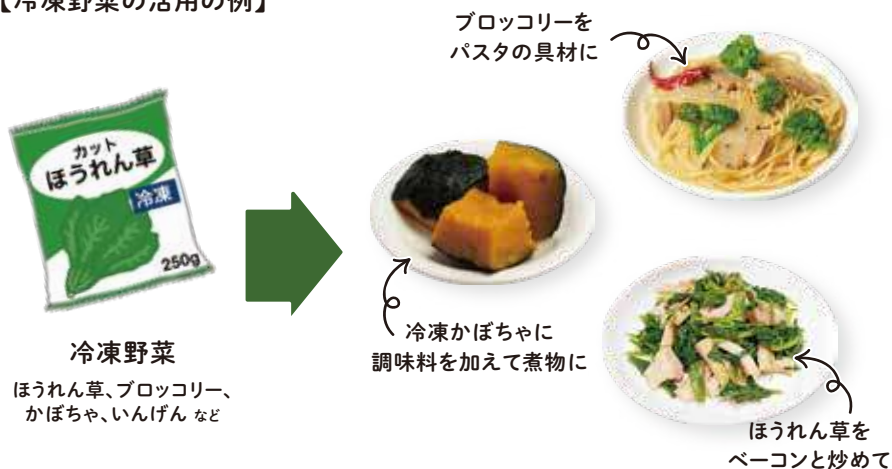 【冷凍野菜の活用の例】
ブロッコリーを
パスタの具材に
カット
ほうれん草
冷凍
250g
冷凍かぼちゃに
調味料を加えて煮物に
冷凍野菜
ほうれん草、ブロッコリー、
かぼちゃ、いんげん など
ほうれん草を
ベーコンと炒めて